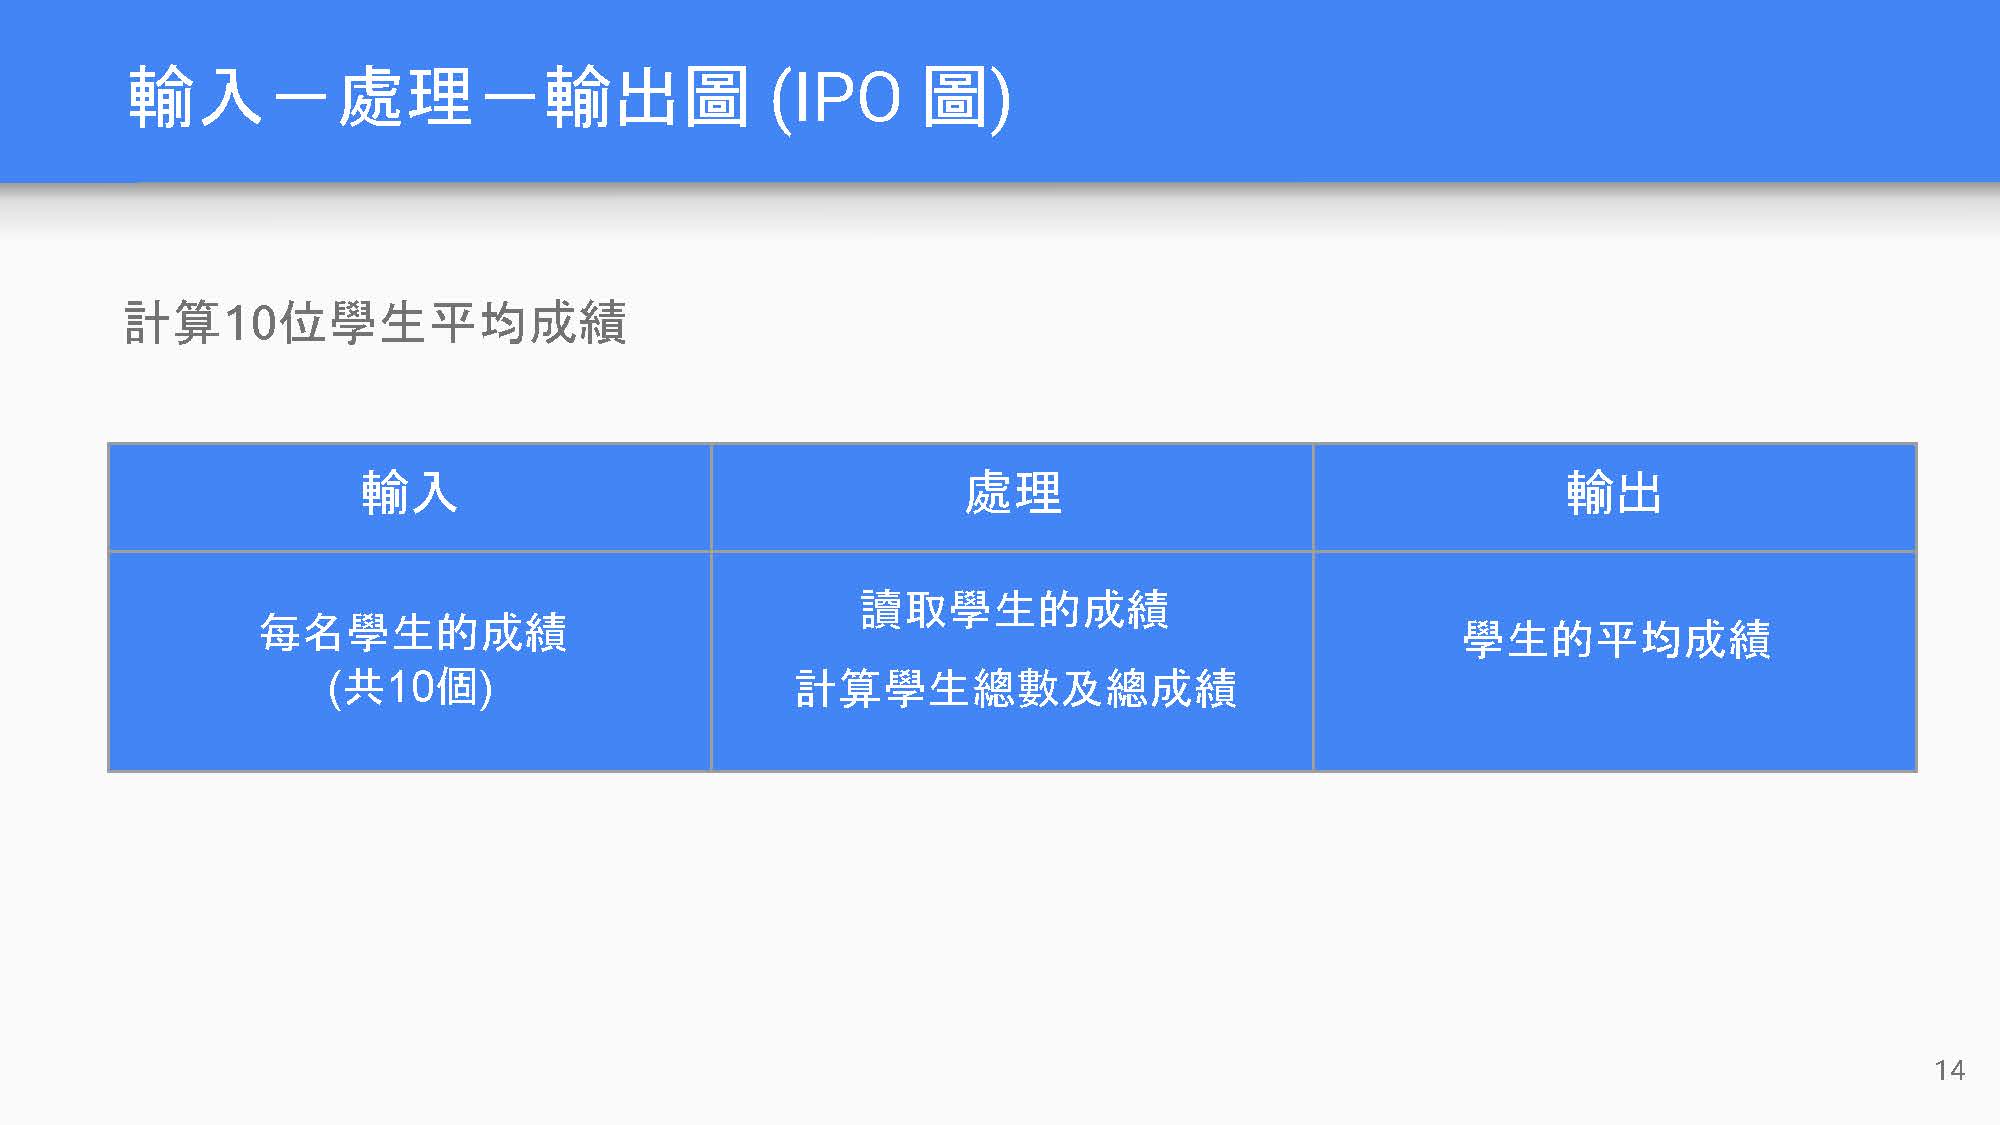 輸入－處理－輸出圖 (IPO 圖)
計算10位學生平均成績
輸入
處理
輸出
每名學生的成績
(共10個)
讀取學生的成績
計算學生總數及總成績
學生的平均成績
14